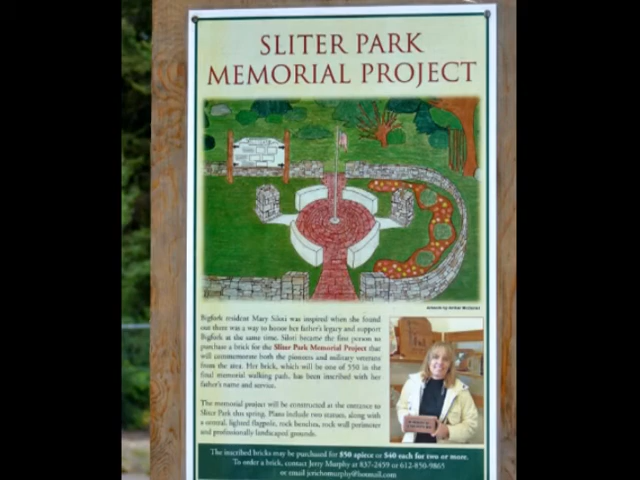 SLITER PARK
MEMORIAL PROJECT
Bigfork resident Mary Sliter was inspired when she found
out there was a way to honor her father's legacy and support
Bigfork at the same time. became the first person to
purchase a brick for the Sliter Park Memorial Project that
will commemorate both the pioneers and military veterans
from the area. Her brick, which will be one of 550 in the
final memorial walking path, has been inscribed with her
father's name and service.
The memorial project will be constructed at the entrance to
Sliter Park this spring. Plans include two statues, along with
a central, lighted flagpole, rock benches, rock wall perimeter
and professionally landscaped grounds.
The inscribed bricks may be purchased for $50 apiece or $40 each for two or more.
To order a brick, contact Jerry Murphy at 837-2459 or 612-850-9865
or email jerichomurphy@hotmail.com